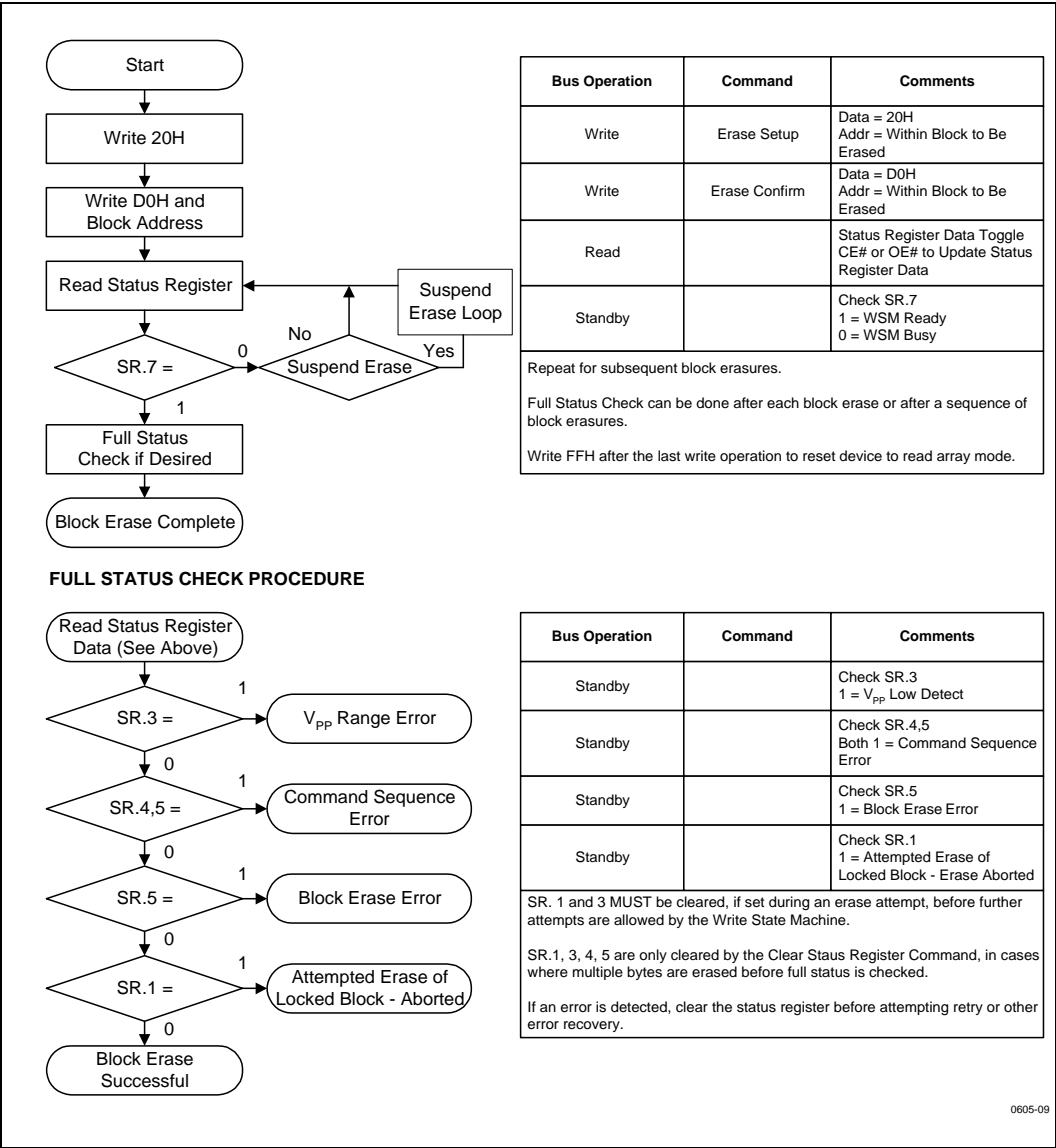 Start
Write 20H
Write D0H and
Block Address
Read Status Register
Suspend
Erase Loop
No
Yes
SR.7 =
0
Suspend Erase
1
Full Status
Check if Desired
Block Erase Complete
Bus Operation
Command
Comments
Write
Erase Setup
Data = 20H
Addr = Within Block to Be
Erased
Write
Erase Confirm
Data = D0H
Addr = Within Block to Be
Erased
Read
Status Register Data Toggle
CE# or OE# to Update Status
Register Data
Standby
Check SR.7
1 = WSM Ready
0 = WSM Busy
Repeat for subsequent block erasures.
Full Status Check can be done after each block erase or after a sequence of
block erasures.
Write FFH after the last write operation to reset device to read array mode.
FULL STATUS CHECK PROCEDURE
Read Status Register
Data (See Above)
SR.3 =
1
VPP Range Error
0
SR.4,5 =
1
Command Sequence
Error
0
SR.5 =
1
Block Erase Error
0
SR.1 =
1
Attempted Erase of
Locked Block - Aborted
0
Block Erase
Successful
Bus Operation
Command
Comments
Standby
Check SR.3
1 = VPP Low Detect
Standby
Check SR.4,5
Both 1 = Command Sequence
Error
Standby
Check SR.5
1 = Block Erase Error
Standby
Check SR.1
1 = Attempted Erase of
Locked Block - Erase Aborted
SR. 1 and 3 MUST be cleared, if set during an erase attempt, before further
attempts are allowed by the Write State Machine.
SR.1, 3, 4, 5 are only cleared by the Clear Staus Register Command, in cases
where multiple bytes are erased before full status is checked.
If an error is detected, clear the status register before attempting retry or other
error recovery.
0605-09